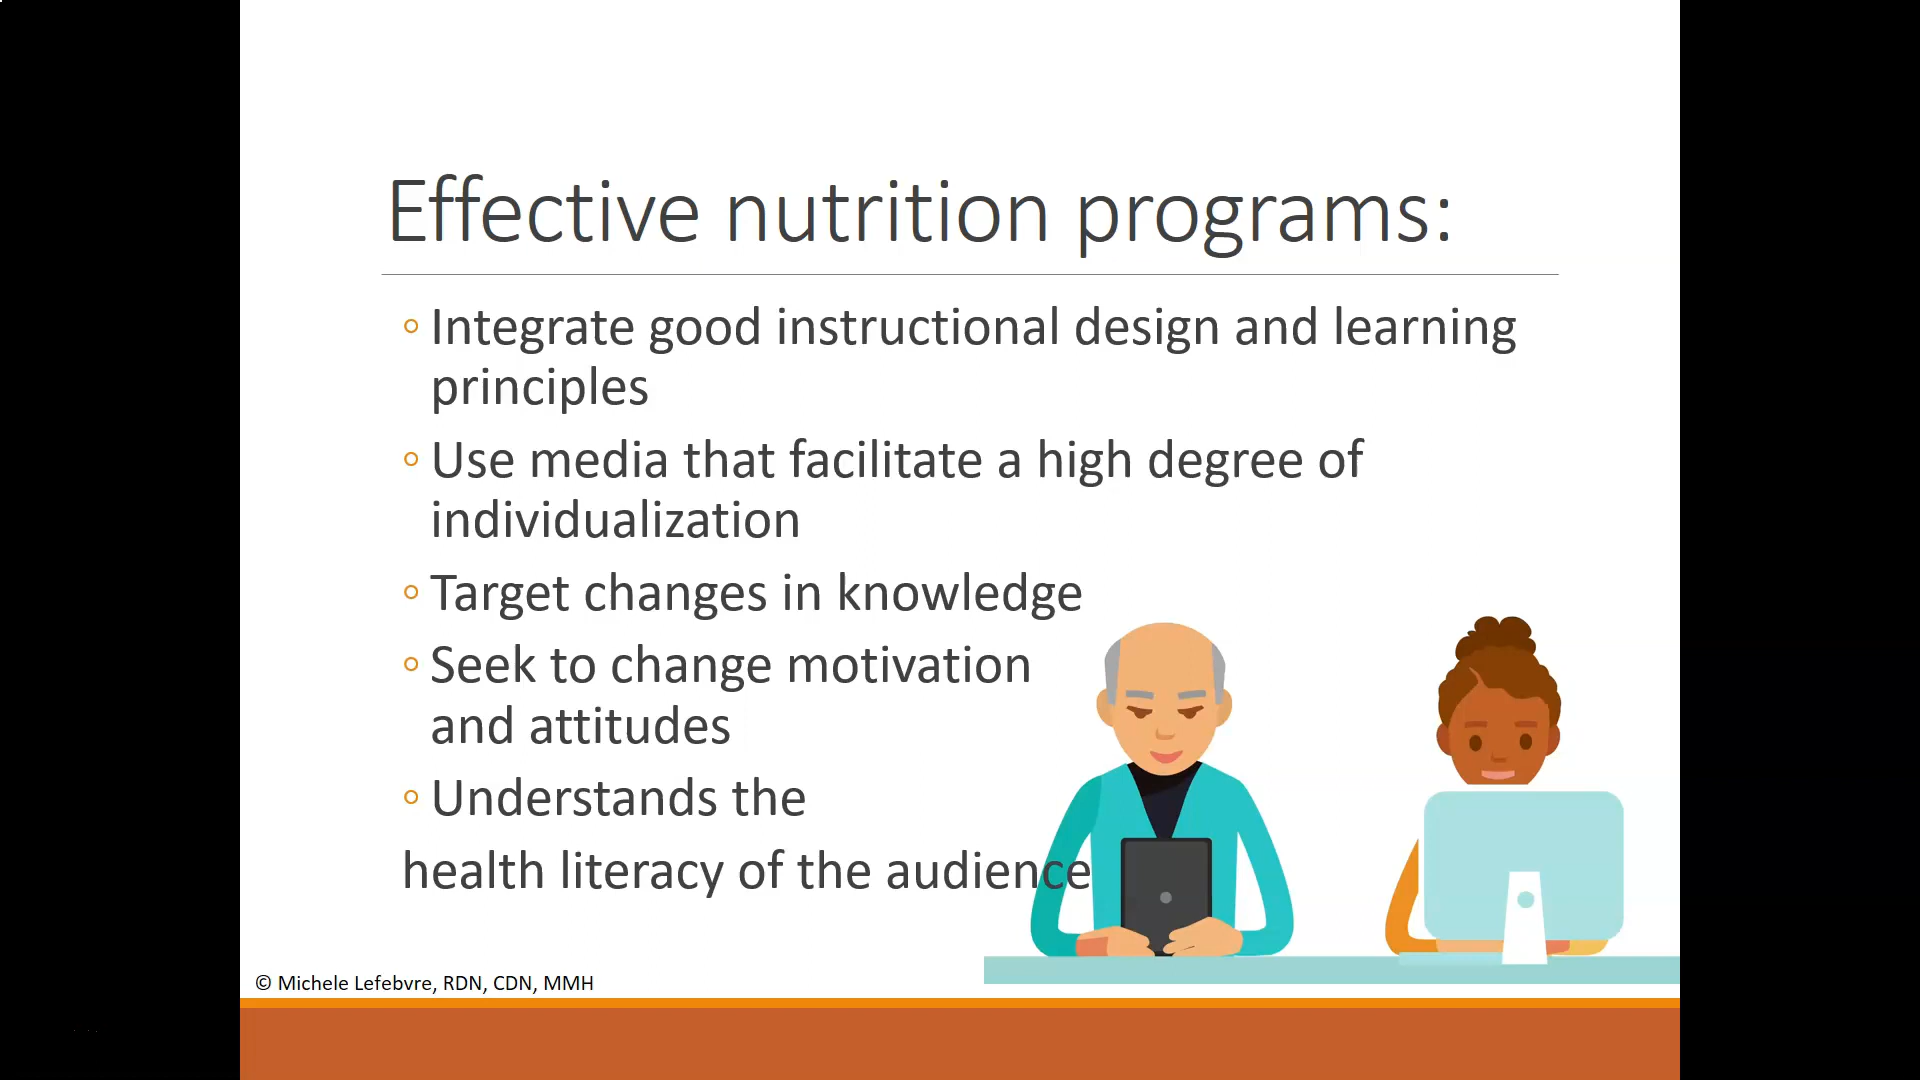 Effective nutrition programs:
◦ Integrate good instructional design and learning
principles
◦ Use media that facilitate a high degree of
individualization
◦ Target changes in knowledge
◦ Seek to change motivation
and attitudes
◦ Understands the
health literacy of the audience
© Michele Lefebvre, RDN, CDN, MMH